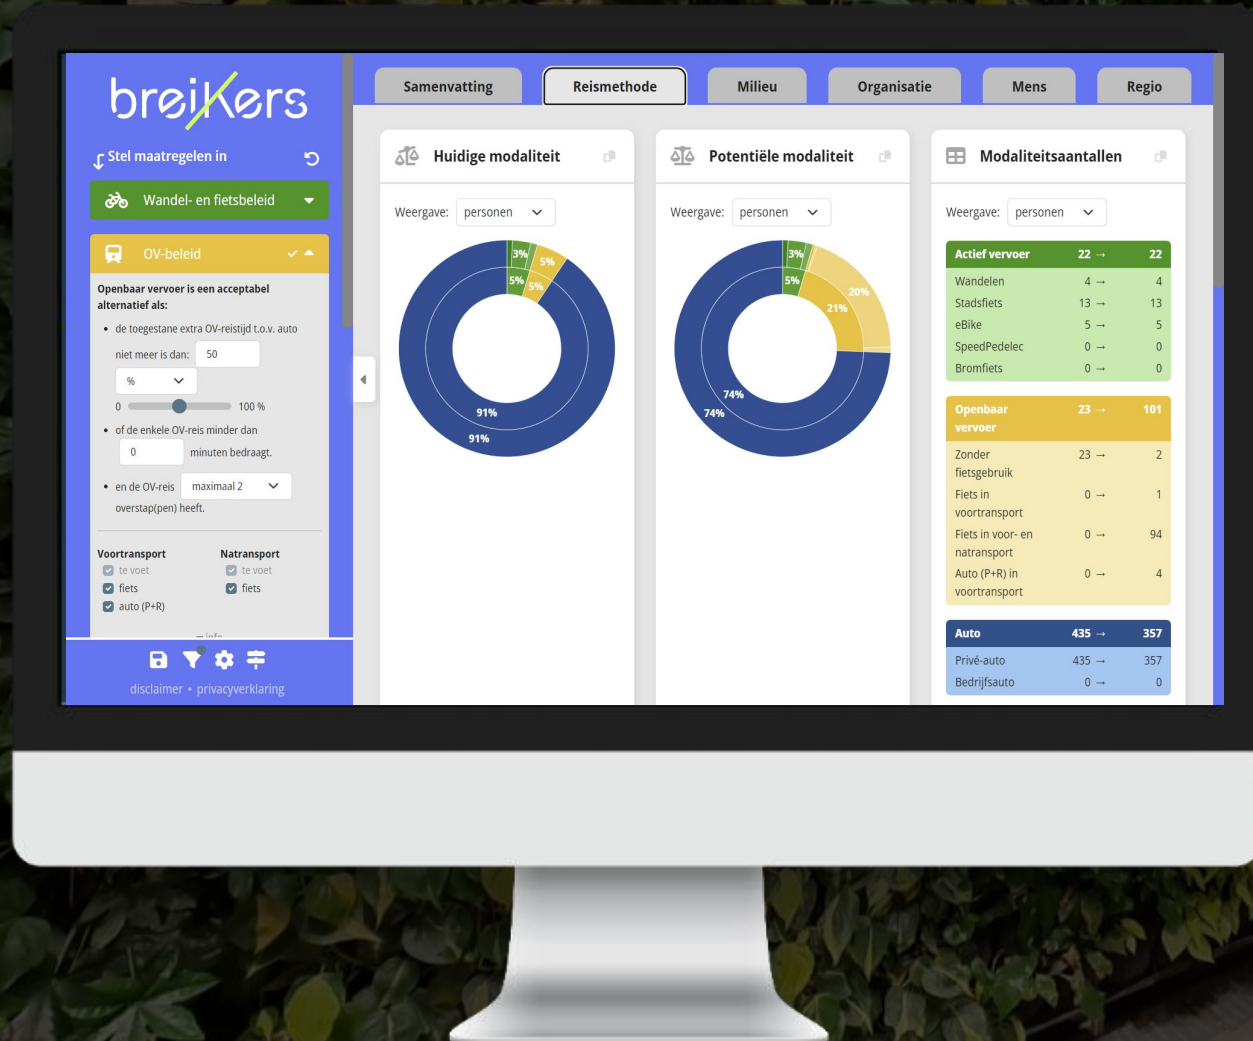 breikers
Stel maatregelen in
Wandel- en fietsbeleid
OV-beleid
Openbaar vervoer is een acceptabel
alternatief als:
• de toegestane extra OV-reistijd t.o.v. auto
niet meer is dan: 50
%
0 100 %
• of de enkele OV-reis minder dan
0 minuten bedraagt.
• en de OV-reis maximaal 2
overstap(pen) heeft.
Voortransport Natransport
te voet te voet
fiets fiets
auto (P+R)
info
disclaimer • privacyverklaring
Samenvatting Reismethode Milieu Organisatie Mens Regio
Huidige modaliteit
Weergave: personen
3%
5%
5%
5%
91%
91%
Potentiële modaliteit
Weergave: personen
3%
5%
20%
21%
74%
74%
Modaliteitsaantallen
Weergave: personen
Actief vervoer 22 → 22
Wandelen 4 → 4
Stadsfiets 13 → 13
eBike 5 → 5
SpeedPedelec 0 → 0
Bromfiets 0 → 0
Openbaar 23 → 101
vervoer
Zonder 23 → 2
fietsgebruik
Fiets in 0 → 1
voortransport
Fiets in voor- en 0 → 94
natransport
Auto (P+R) in 0 → 4
voortransport
Auto 435 → 357
Privé-auto 435 → 357
Bedrijfsauto 0 → 0